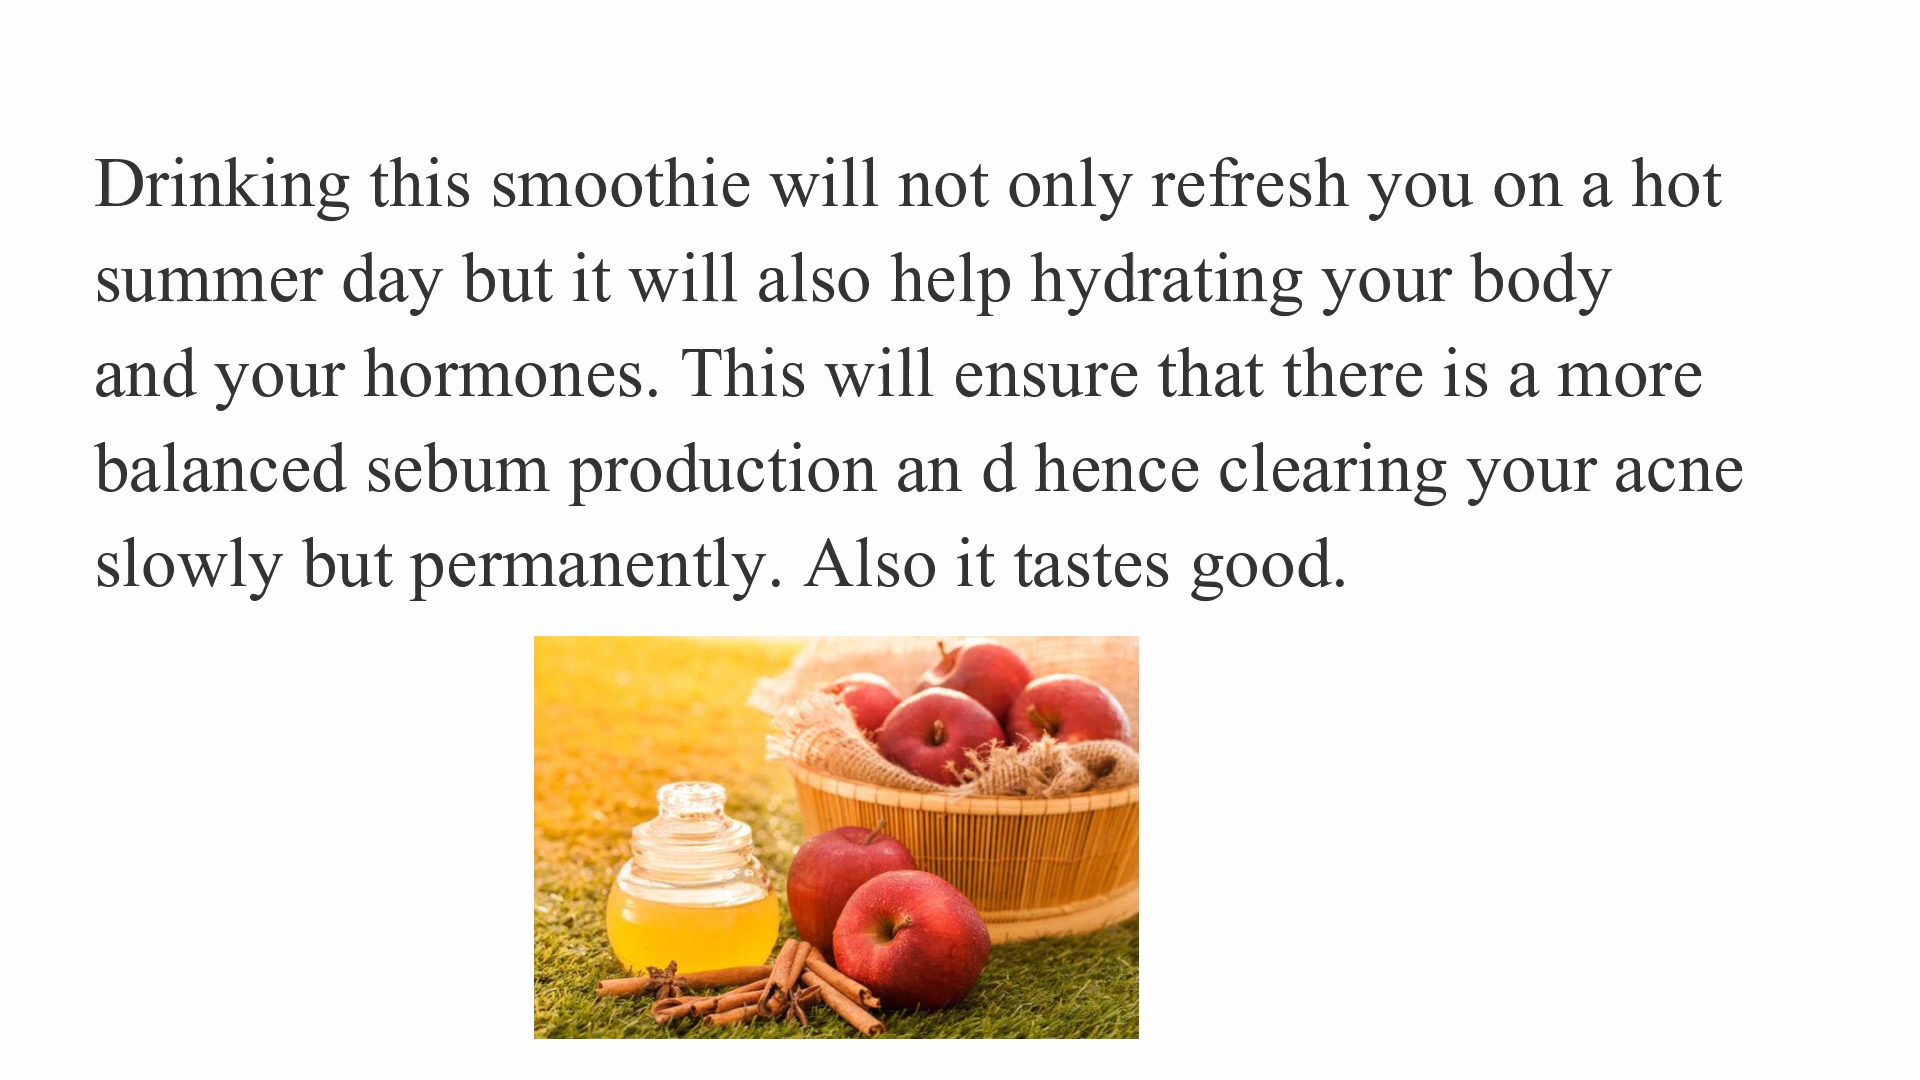 Drinking this smoothie will not only refresh you on a hot
summer day but it will also help hydrating your body
and your hormones. This will ensure that there is a more
balanced sebum production an d hence clearing your acne
slowly but permanently. Also it tastes good.